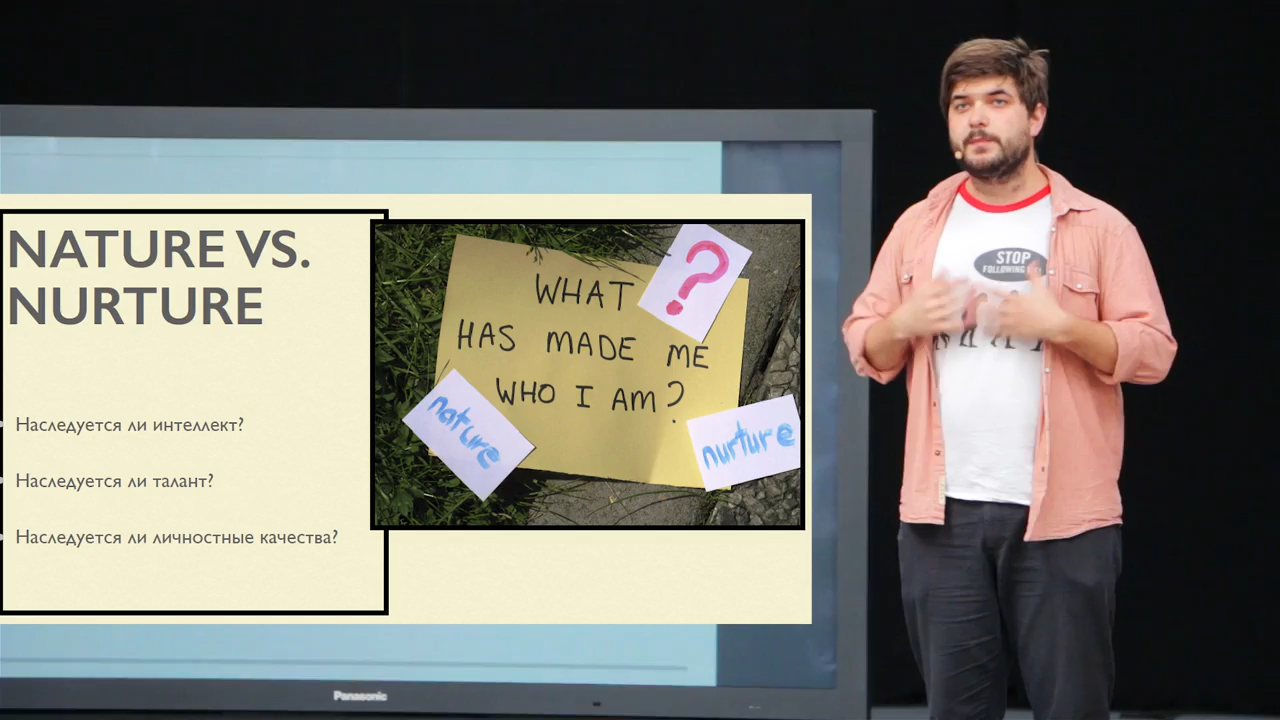 NATURE VS.
NURTURE
Наследуется ли интеллект?
Наследуется ли талант?
Наследуется ли личностные качества?
WHAT
?
HAS MADE ME
WHO I AM?
nature
nurture
STOP
FOLLOWING
Panasonic